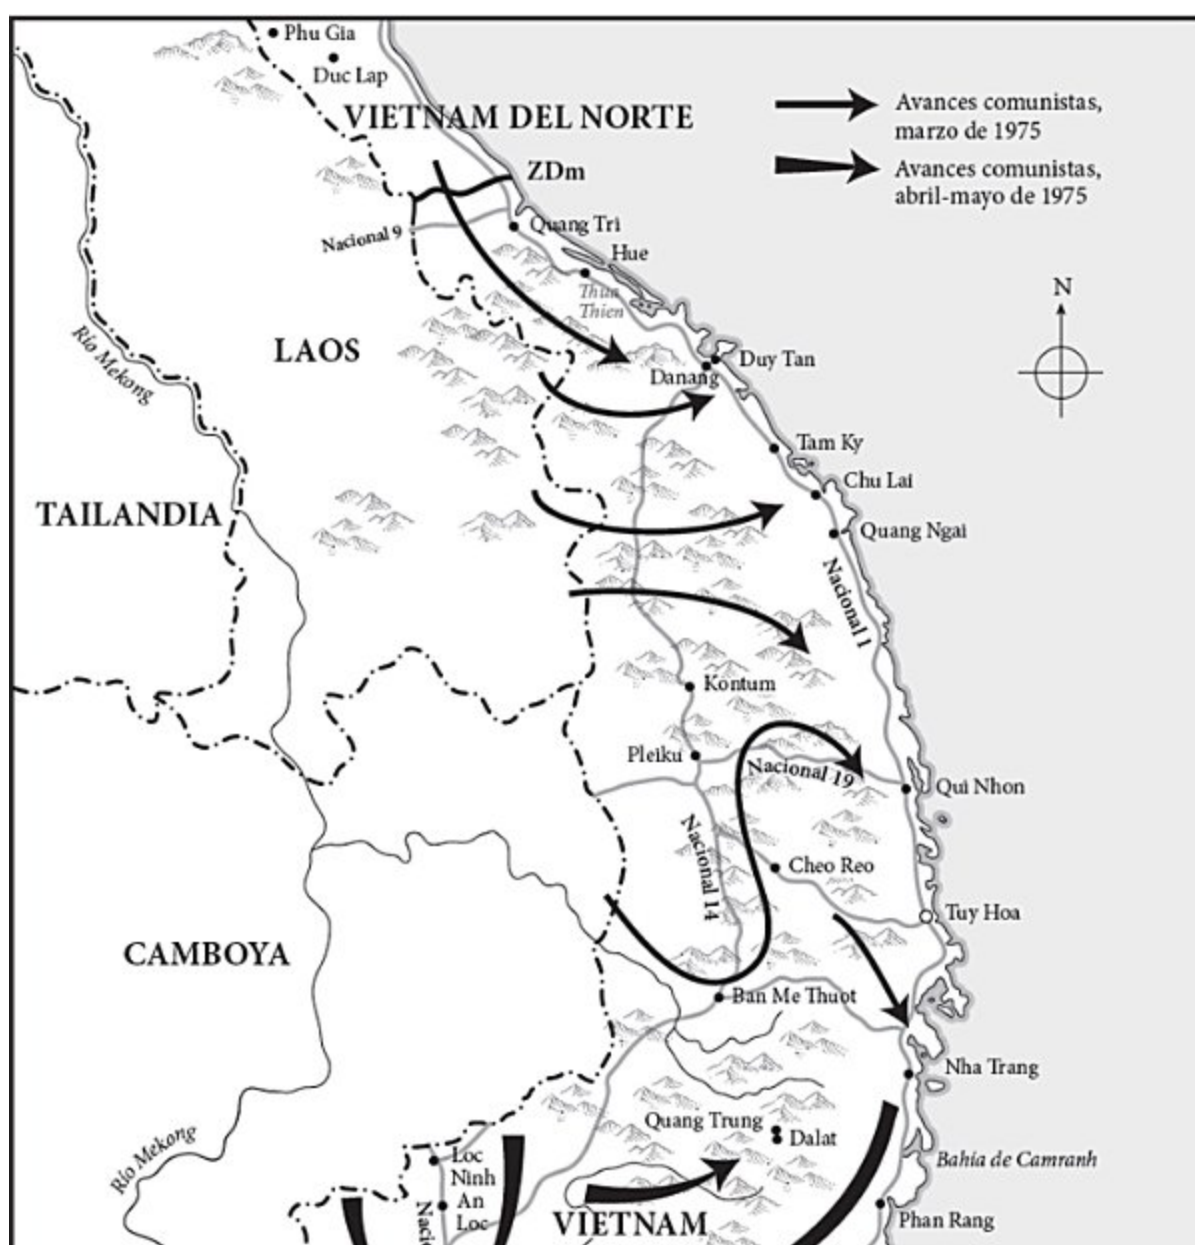 Phu Gia
Duc Lap
VIETNAM DEL NORTE
Avances comunistas,
marzo de 1975
Avances comunistas,
abril-mayo de 1975
ZDm
Nacional 9
Quang Tri
Hue
Thua
Thien
N
Río Mekong
LAOS
Duy Tan
Danang
Tam Ky
Chu Lai
TAILANDIA
Quang Ngai
Nacional 1
Kontum
Pleiku
Nacional 19
Qui Nhon
Nacional 14
Cheo Reo
Tuy Hoa
CAMBOYA
Ban Me Thuot
Nha Trang
Quang Trung
Dalat
Río Mekong
Loc
Ninh
An
Loc
Bahía de Camranh
Naci
VIETNAM
Phan Rang